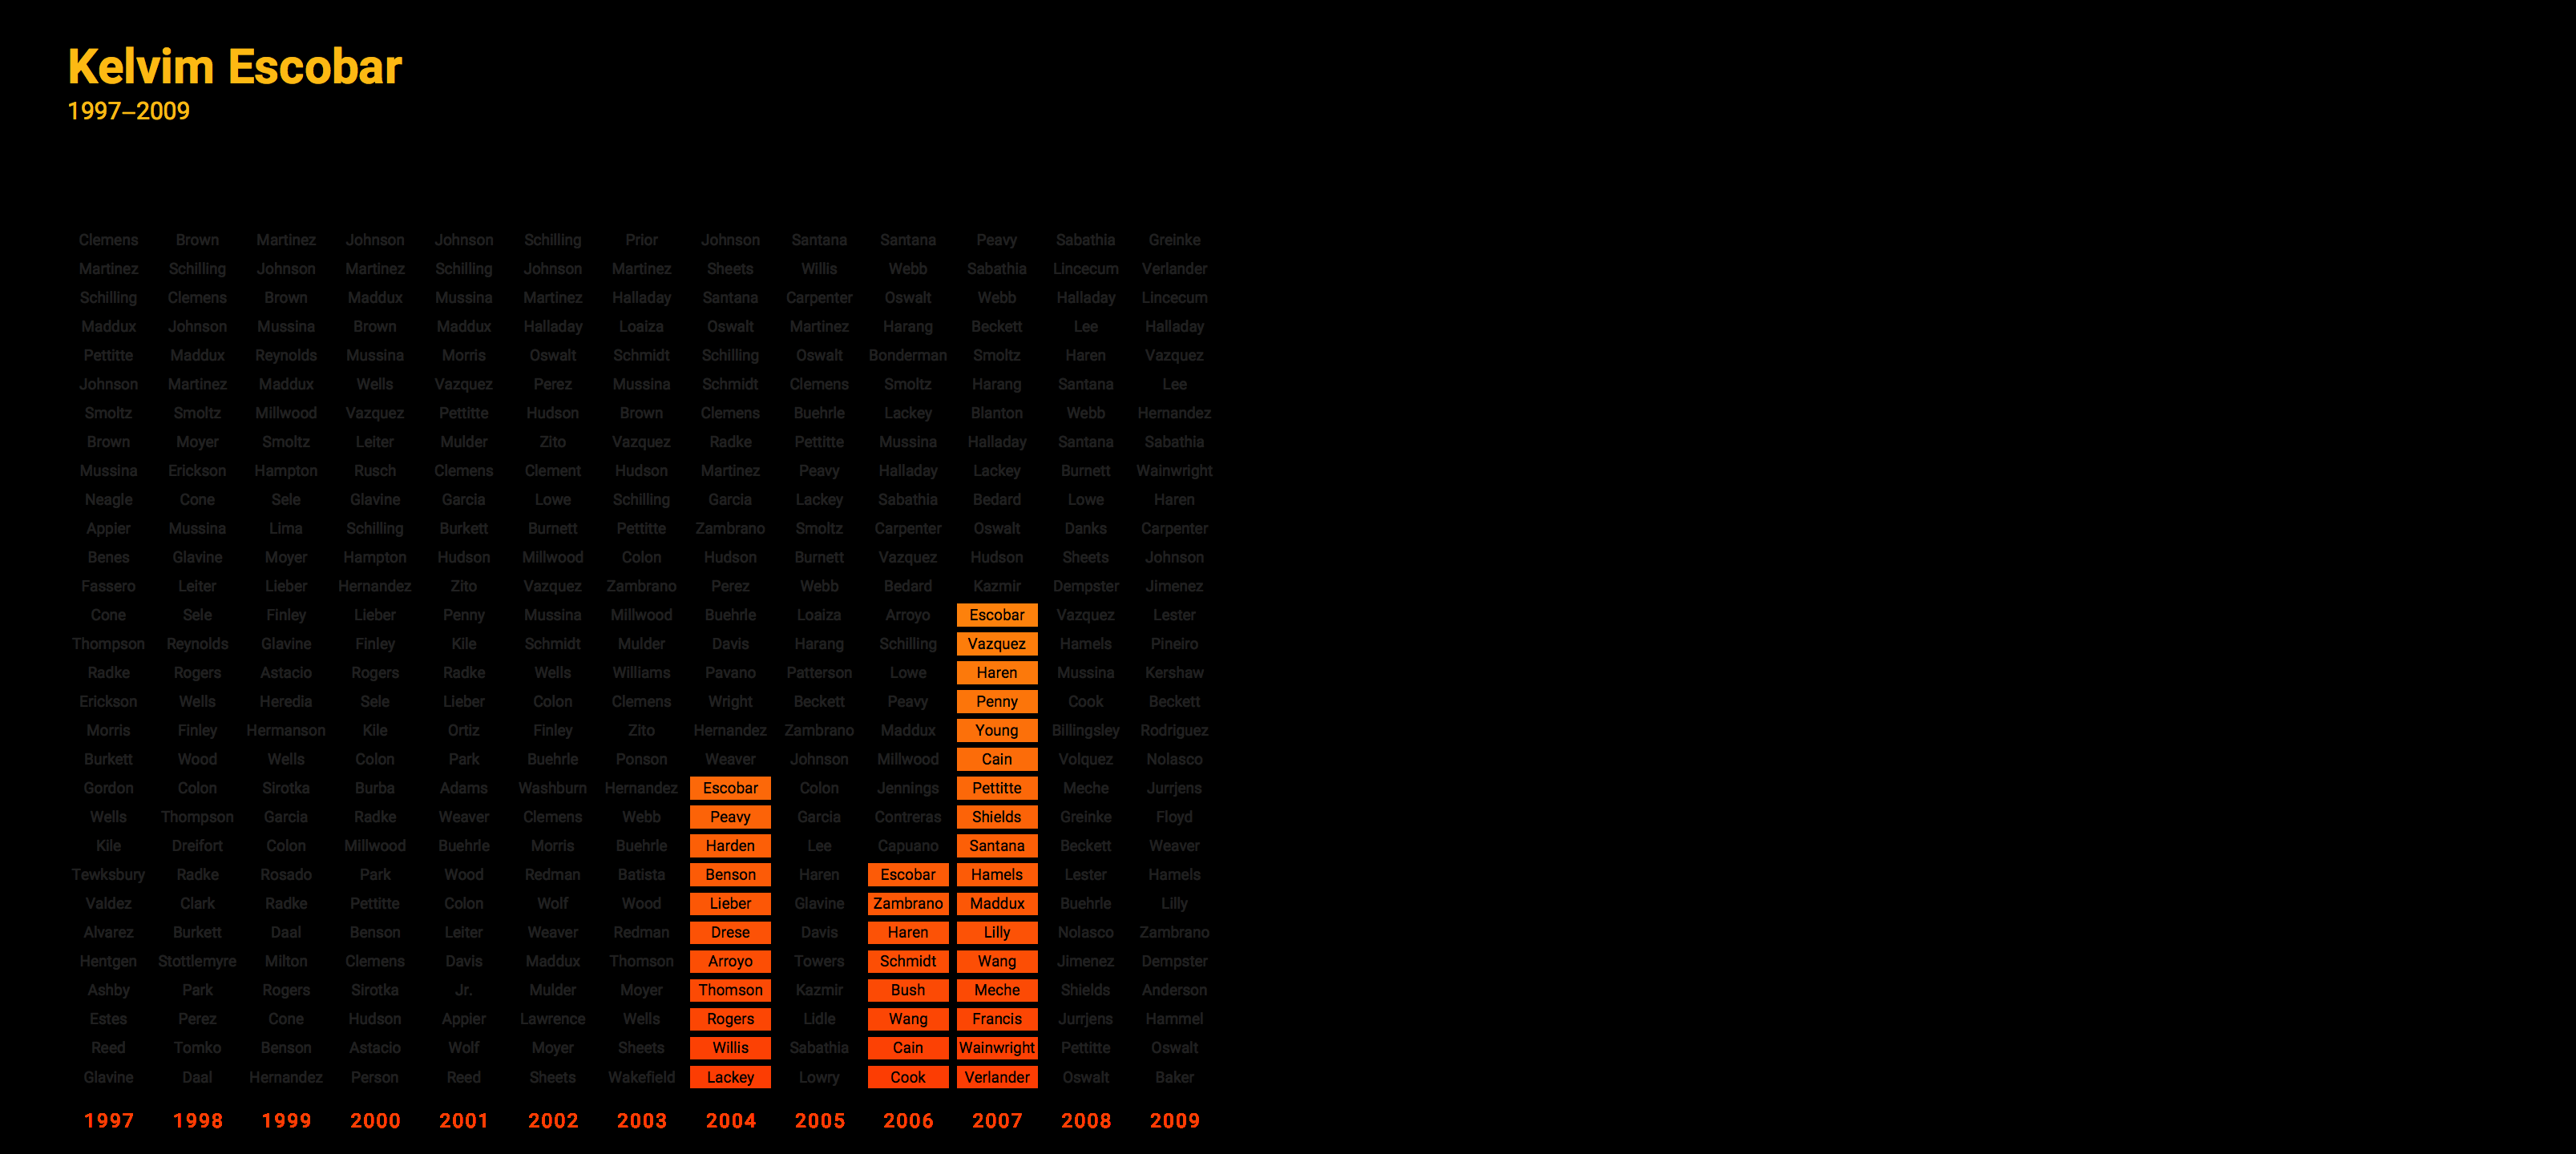 Kelvim Escobar
1997–2009
Clemens Brown Martinez Johnson Johnson Schilling Prior Johnson Santana Santana Peavy Sabathia Greinke
Martinez Schilling Johnson Martinez Schilling Johnson Martinez Sheets Willis Webb Sabathia Lincecum Verlander
Schilling Clemens Brown Maddux Mussina Martinez Halladay Santana Carpenter Oswalt Webb Halladay Lincecum
Maddux Johnson Mussina Brown Maddux Halladay Loaiza Oswalt Martinez Harang Beckett Lee Halladay
Pettitte Maddux Reynolds Mussina Morris Oswalt Schmidt Schilling Oswalt Bonderman Smoltz Haren Vazquez
Johnson Martinez Maddux Wells Vazquez Perez Mussina Schmidt Clemens Smoltz Harang Santana Lee
Smoltz Smoltz Millwood Vazquez Pettitte Hudson Brown Clemens Buehrle Lackey Blanton Webb Hernandez
Brown Moyer Smoltz Leiter Mulder Zito Vazquez Radke Pettitte Mussina Halladay Santana Sabathia
Mussina Erickson Hampton Rusch Clemens Clement Hudson Martinez Peavy Halladay Lackey Burnett Wainwright
Neagle Cone Sele Glavine Garcia Lowe Schilling Garcia Lackey Sabathia Bedard Lowe Haren
Appier Mussina Lima Schilling Burkett Burnett Pettitte Zambrano Smoltz Carpenter Oswalt Danks Carpenter
Benes Glavine Moyer Hampton Hudson Millwood Colon Hudson Burnett Vazquez Hudson Sheets Johnson
Fassero Leiter Lieber Hernandez Zito Vazquez Zambrano Perez Webb Bedard Kazmir Dempster Jimenez
Cone Sele Finley Lieber Penny Mussina Millwood Buehrle Loaiza Arroyo Escobar Vazquez Lester
Thompson Reynolds Glavine Finley Kile Schmidt Mulder Davis Harang Schilling Vazquez Hamels Pineiro
Radke Rogers Astacio Rogers Radke Wells Williams Pavano Patterson Lowe Haren Mussina Kershaw
Erickson Wells Heredia Sele Lieber Colon Clemens Wright Beckett Peavy Penny Cook Beckett
Morris Finley Hermanson Kile Ortiz Finley Zito Hernandez Zambrano Maddux Young Billingsley Rodriguez
Burkett Wood Wells Colon Park Buehrle Ponson Weaver Johnson Millwood Cain Volquez Nolasco
Gordon Colon Sirotka Burba Adams Washburn Hernandez Escobar Colon Jennings Pettitte Meche Jurrjens
Wells Thompson Garcia Radke Weaver Clemens Webb Peavy Garcia Contreras Shields Greinke Floyd
Kile Dreifort Colon Millwood Buehrle Morris Buehrle Harden Lee Capuano Santana Beckett Weaver
Tewksbury Radke Rosado Park Wood Redman Batista Benson Haren Escobar Hamels Lester Hamels
Valdez Clark Radke Pettitte Colon Wolf Wood Lieber Glavine Zambrano Maddux Buehrle Lilly
Alvarez Burkett Daal Benson Leiter Weaver Redman Drese Davis Haren Lilly Nolasco Zambrano
Hentgen Stottlemyre Milton Clemens Davis Maddux Thomson Arroyo Towers Schmidt Wang Jimenez Dempster
Ashby Park Rogers Sirotka Jr. Mulder Moyer Thomson Kazmir Bush Meche Shields Anderson
Estes Perez Cone Hudson Appier Lawrence Wells Rogers Lidle Wang Francis Jurrjens Hammel
Reed Tomko Benson Astacio Wolf Moyer Sheets Willis Sabathia Cain Wainwright Pettitte Oswalt
Glavine Daal Hernandez Person Reed Sheets Wakefield Lackey Lowry Cook Verlander Oswalt Baker
1997 1998 1999 2000 2001 2002 2003 2004 2005 2006 2007 2008 2009